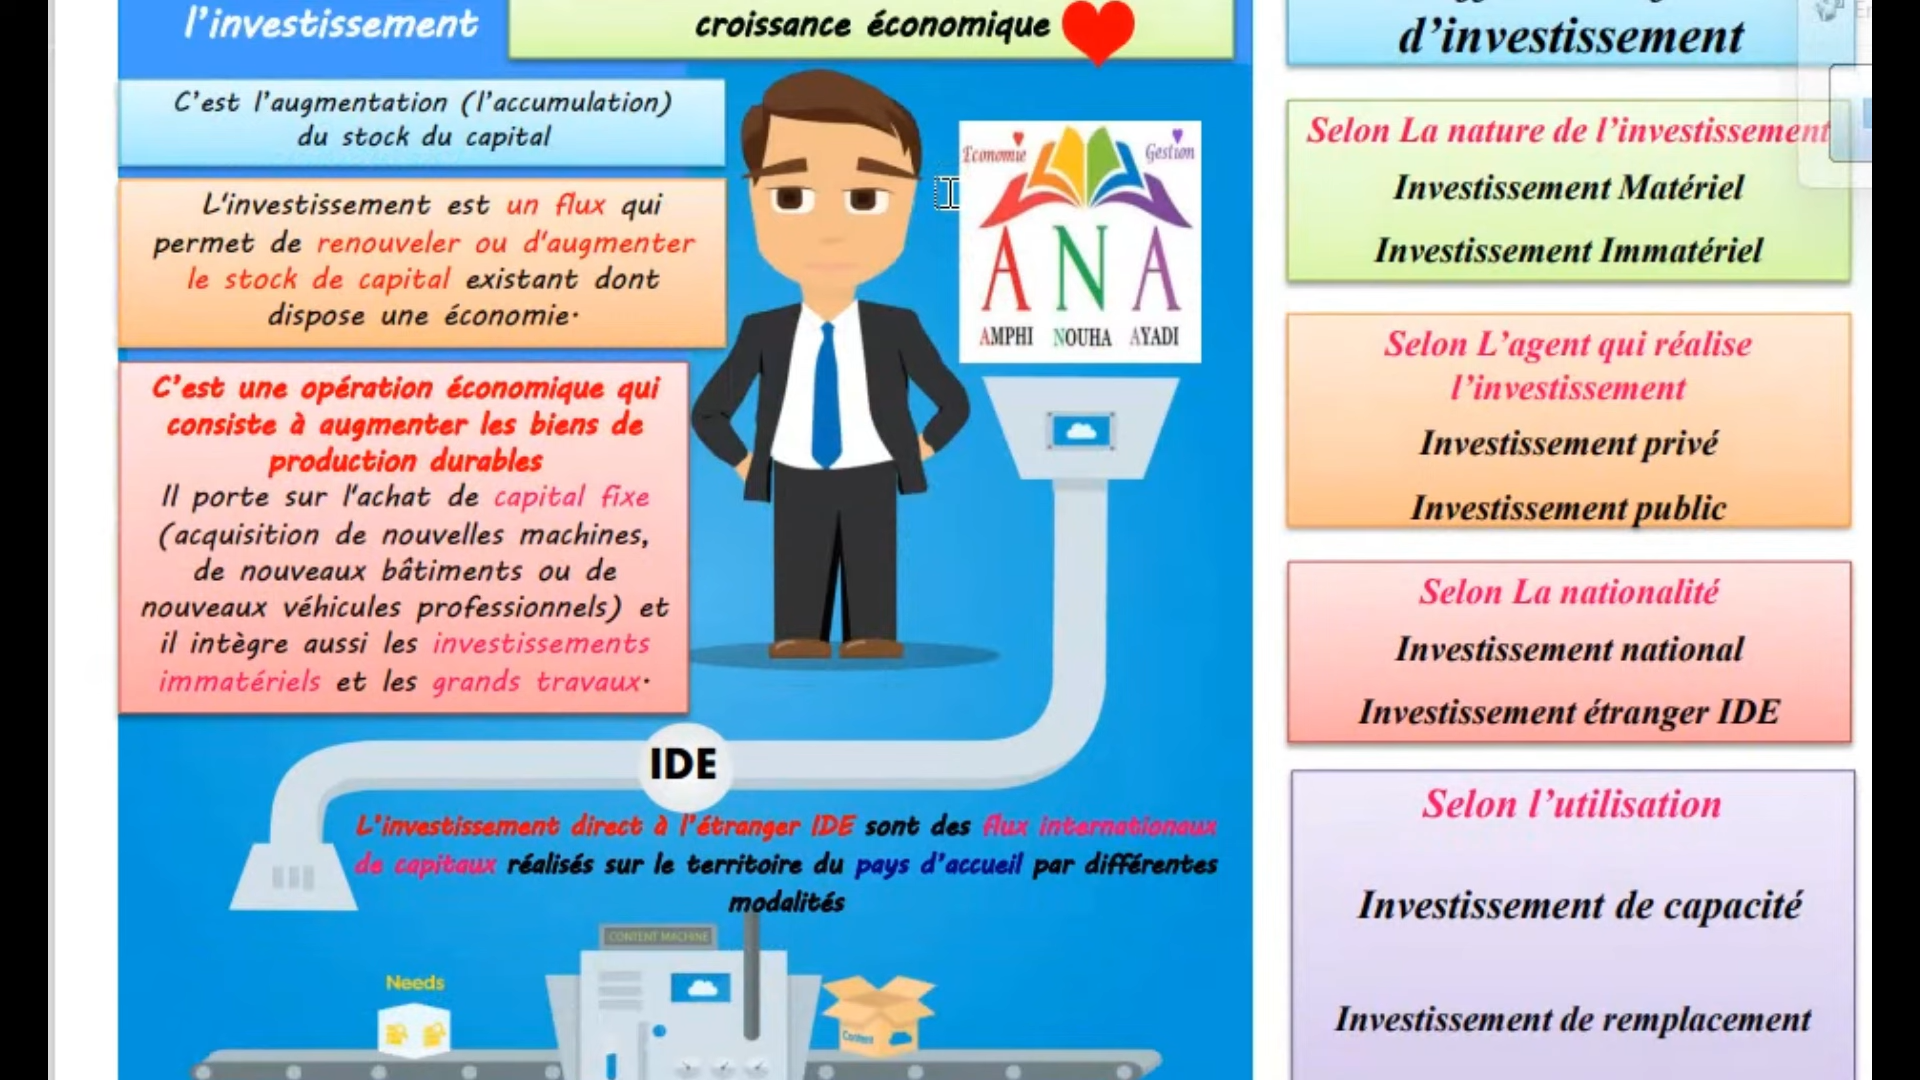 l'investissement
croissance économique
C'est l'augmentation (l'accumulation)
du stock du capital
L'investissement est un flux qui
permet de renouveler ou d'augmenter
le stock de capital existant dont
dispose une économie.
C'est une opération économique qui
consiste à augmenter les biens de
production durables
Il porte sur l'achat de capital fixe
(acquisition de nouvelles machines,
de nouveaux bâtiments ou de
nouveaux véhicules professionnels) et
il intègre aussi les investissements
immatériels et les grands travaux.
Economie Gestion
ANA
AMPHI NOUHA AYADI
IDE
L'investissement direct à l'étranger IDE sont des flux internationaux
de capitaux réalisés sur le territoire du pays d'accueil par différentes
modalités
CONTENT MACHINE
Needs
Content
d'investissement
Selon La nature de l'investissement
Investissement Matériel
Investissement Immatériel
Selon L'agent qui réalise
l'investissement
Investissement privé
Investissement public
Selon La nationalité
Investissement national
Investissement étranger IDE
Selon l'utilisation
Investissement de capacité
Investissement de remplacement